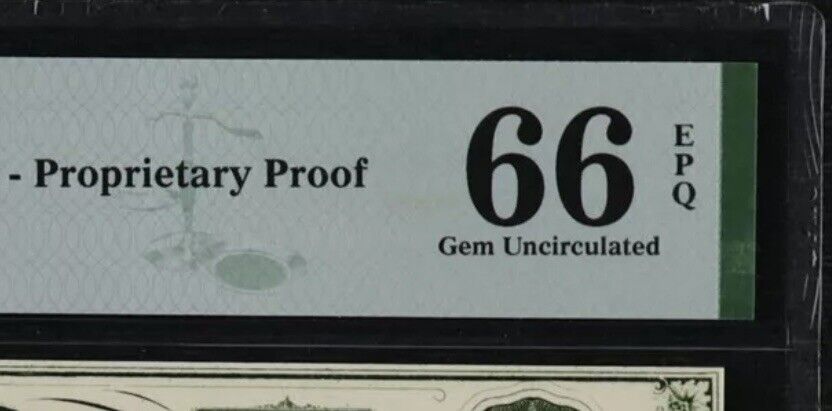 - Proprietary Proof
66
EPQ
Gem Uncirculated